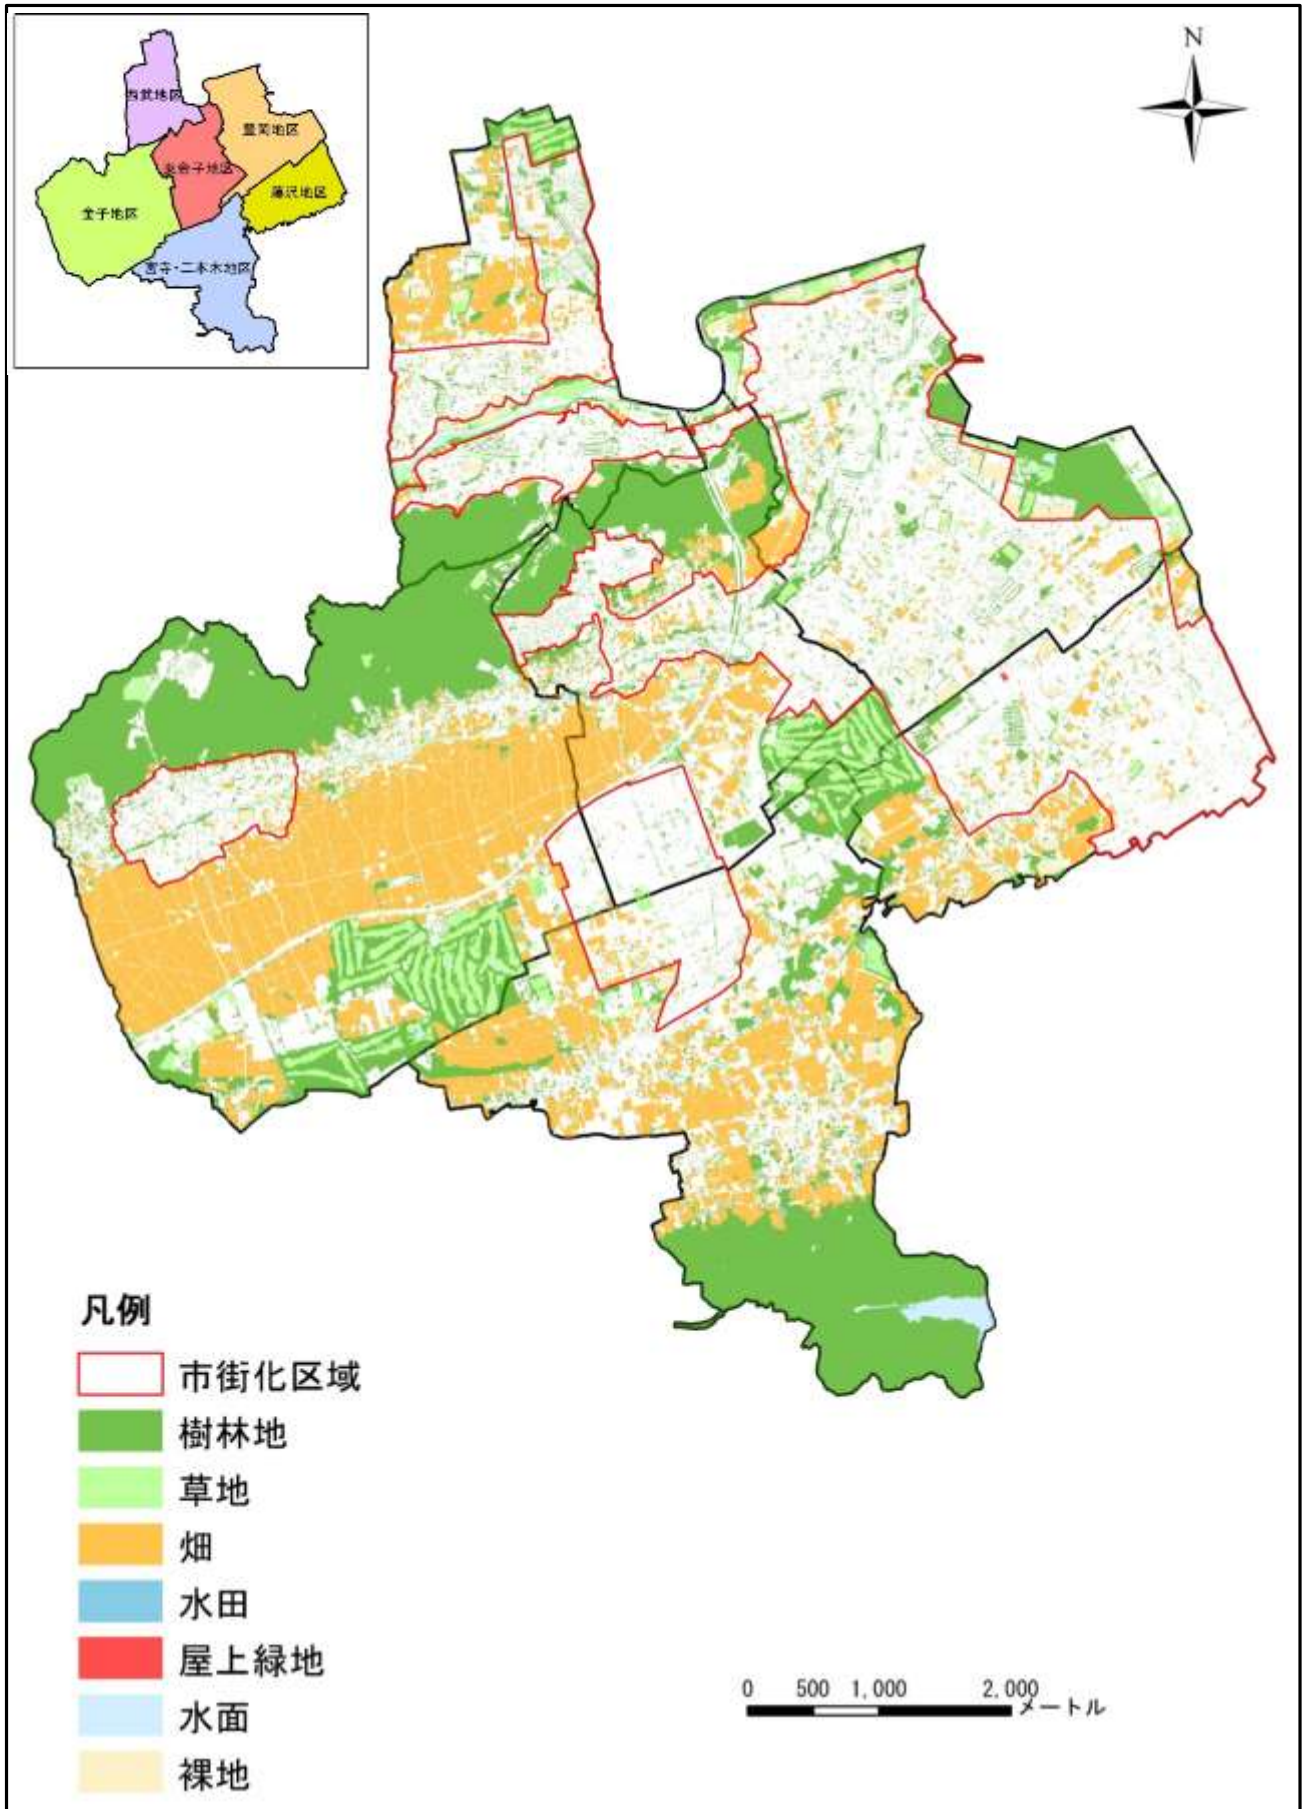 西武地区
豊岡地区
東金子地区
藤沢地区
金子地区
宮寺・二本木地区
N
凡例
市街化区域
樹林地
草地
畑
水田
屋上緑地
水面
裸地
0 500 1,000 2,000
メートル